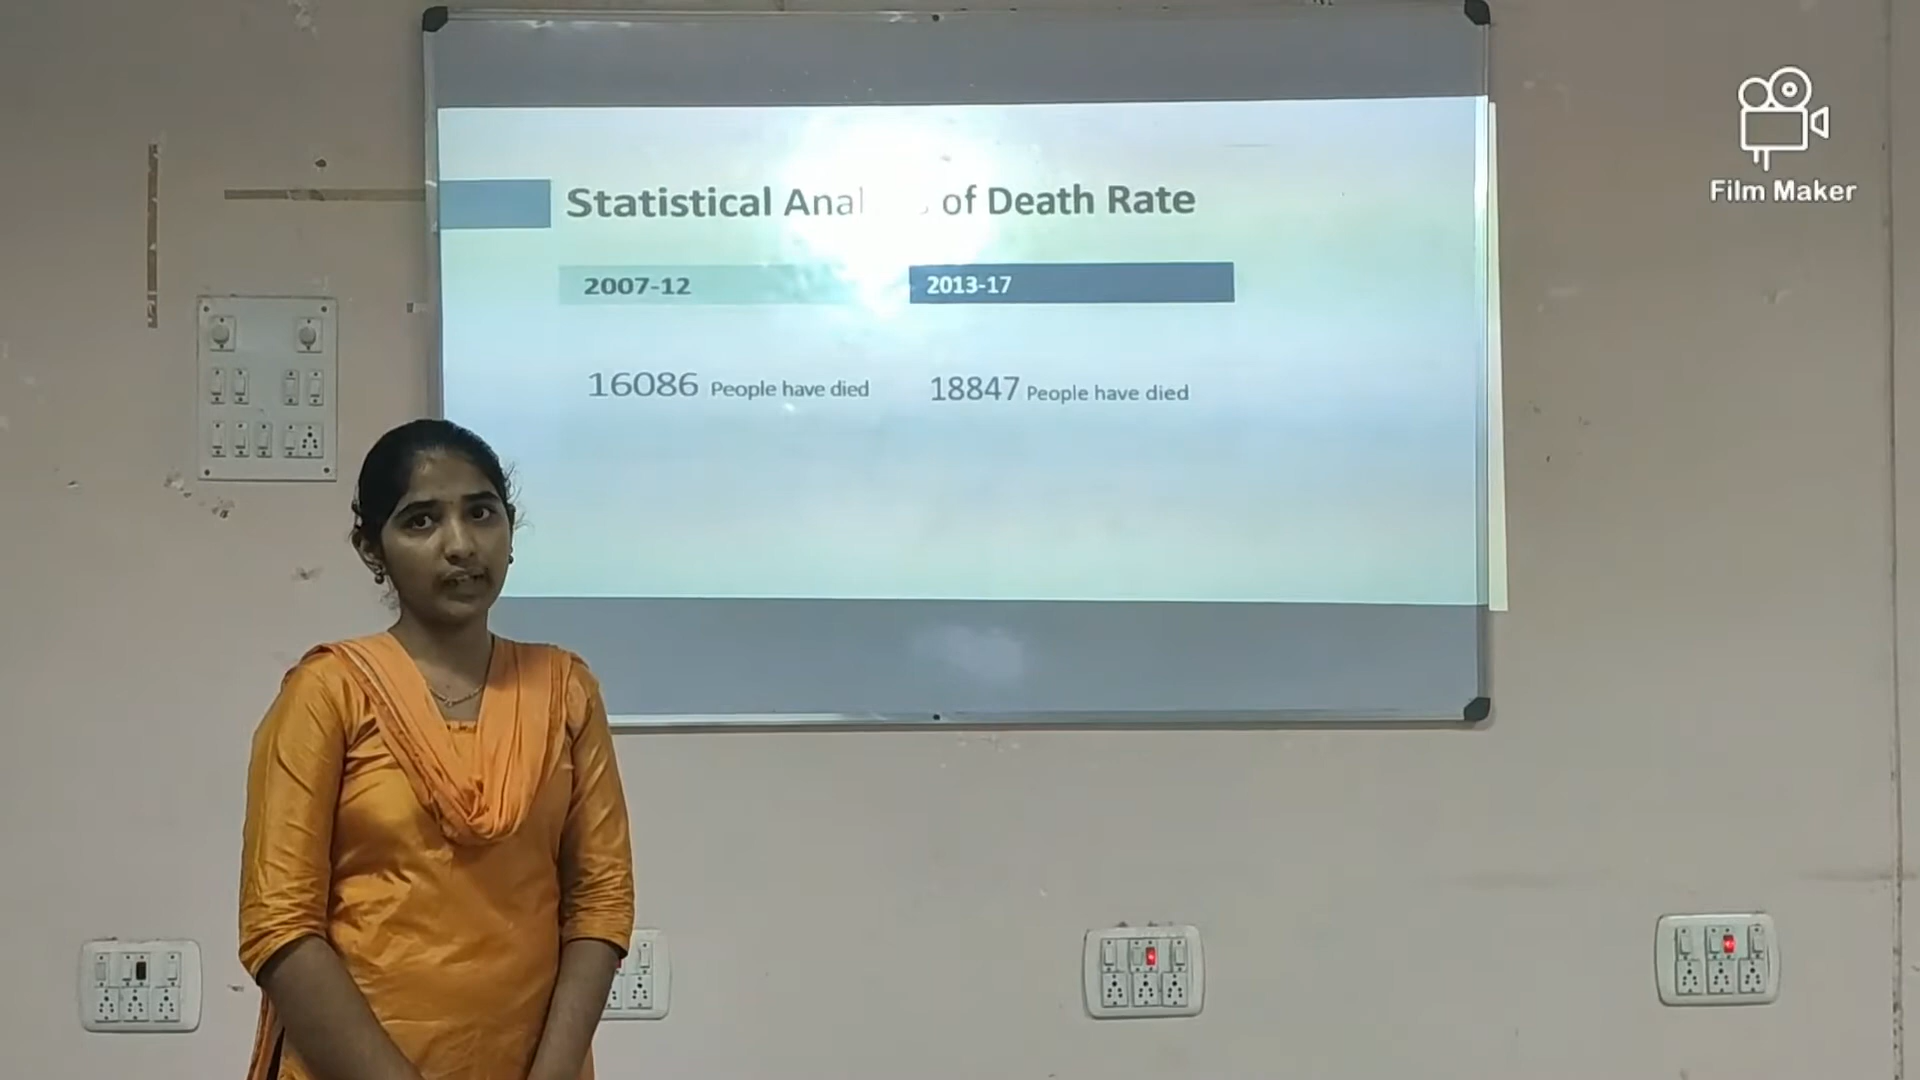 Film Maker
Statistical Anal s of Death Rate
2007-12 2013-17
16086 People have died 18847 People have died